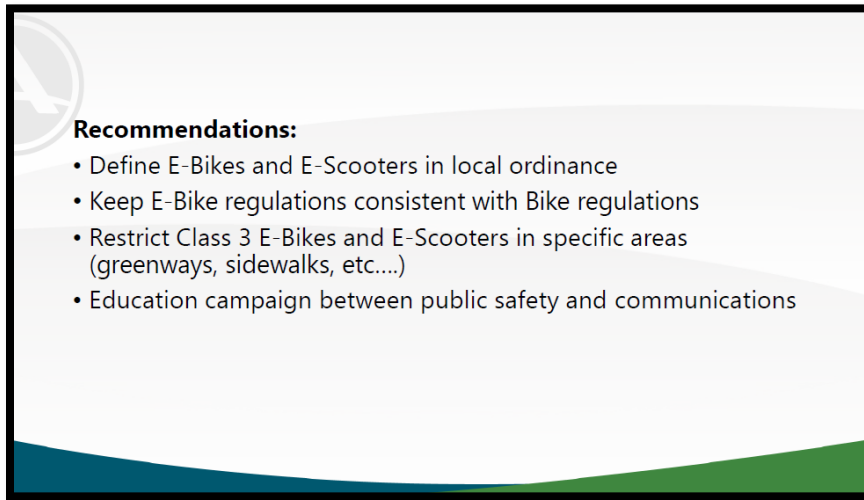 Recommendations:
• Define E-Bikes and E-Scooters in local ordinance
• Keep E-Bike regulations consistent with Bike regulations
• Restrict Class 3 E-Bikes and E-Scooters in specific areas
(greenways, sidewalks, etc....)
• Education campaign between public safety and communications